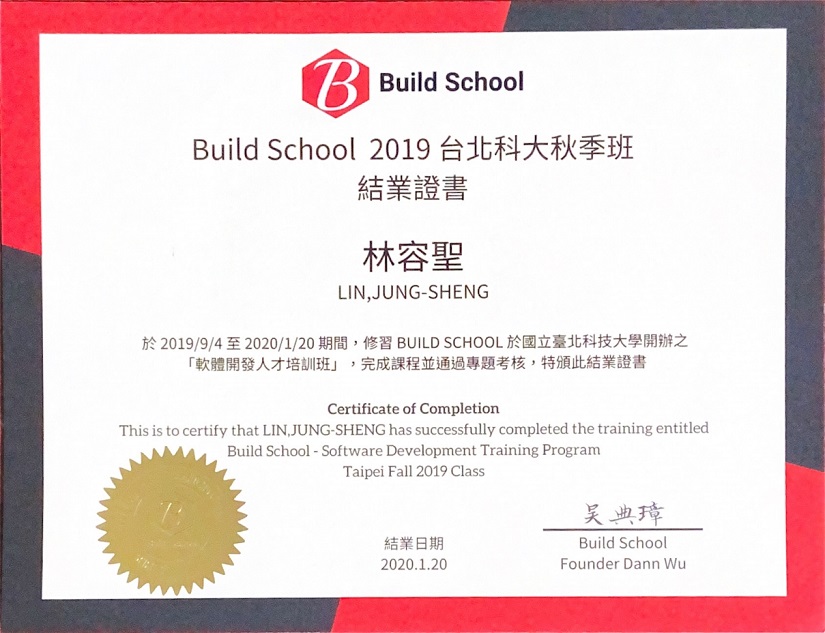 B Build School
Build School 2019 台北科大秋季班
結業證書
林容聖
LIN,JUNG-SHENG
於 2019/9/4 至 2020/1/20 期間，修習 BUILD SCHOOL 於國立臺北科技大學開辦之
「軟體開發人才培訓班」，完成課程並通過專題考核，特頒此結業證書
Certificate of Completion
This is to certify that LIN,JUNG-SHENG has successfully completed the training entitled
Build School - Software Development Training Program
Taipei Fall 2019 Class
結業日期
2020.1.20
吴典璋
Build School
Founder Dann Wu